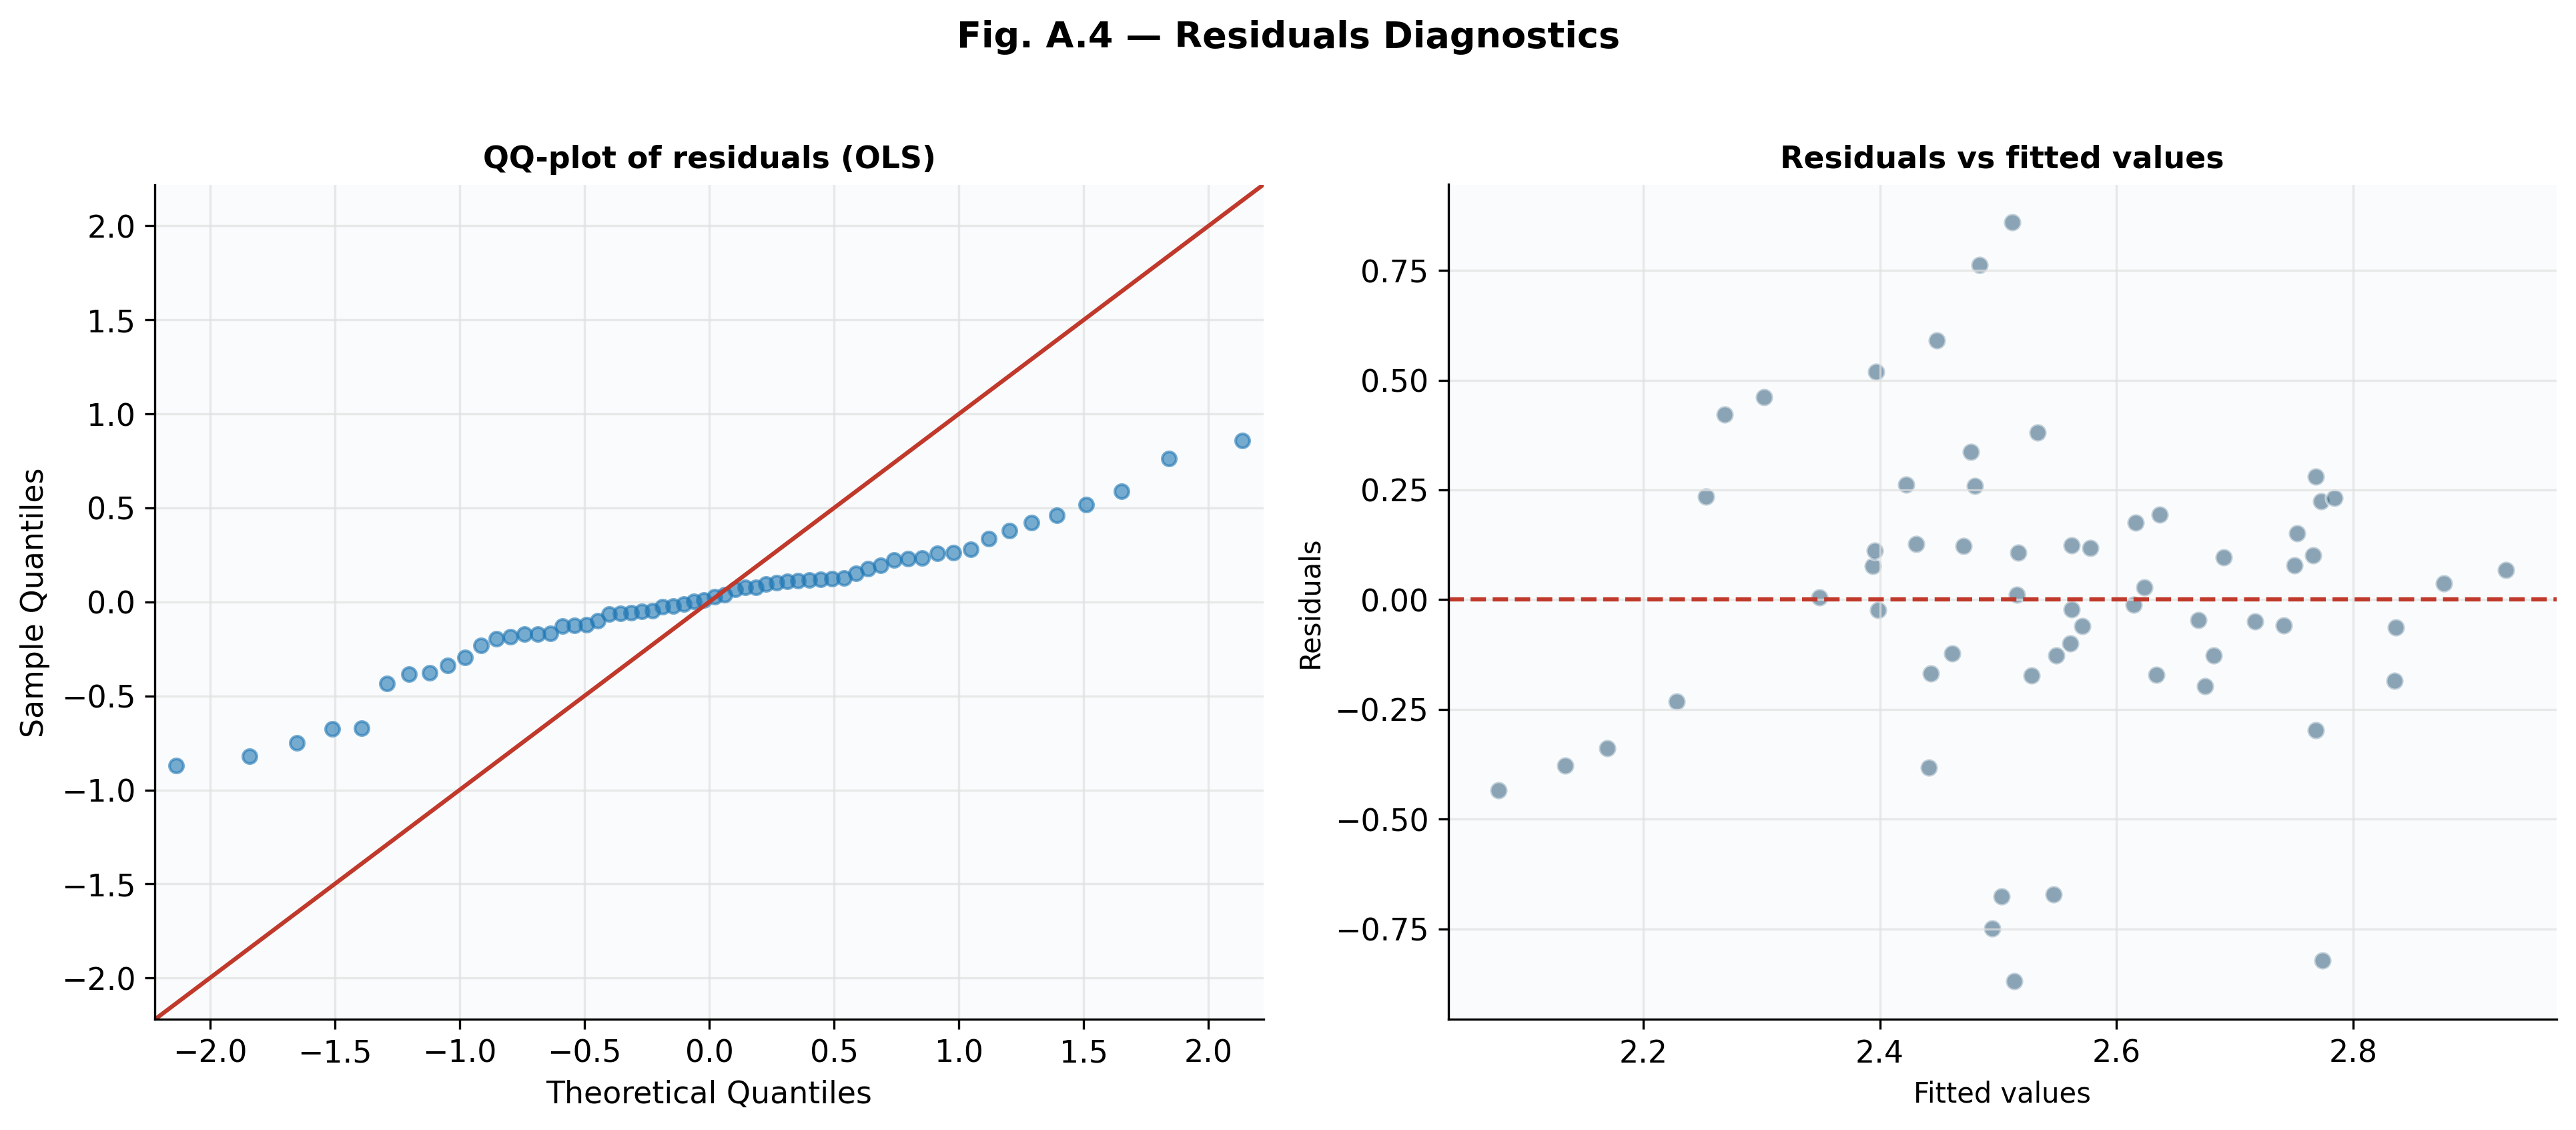 Fig. A.4 — Residuals Diagnostics
QQ-plot of residuals (OLS)
Sample Quantiles
2.0
1.5
1.0
0.5
0.0
−0.5
−1.0
−1.5
−2.0
−2.0 −1.5 −1.0 −0.5 0.0 0.5 1.0 1.5 2.0
Theoretical Quantiles
Residuals vs fitted values
Residuals
0.75
0.50
0.25
0.00
−0.25
−0.50
−0.75
2.2 2.4 2.6 2.8
Fitted values